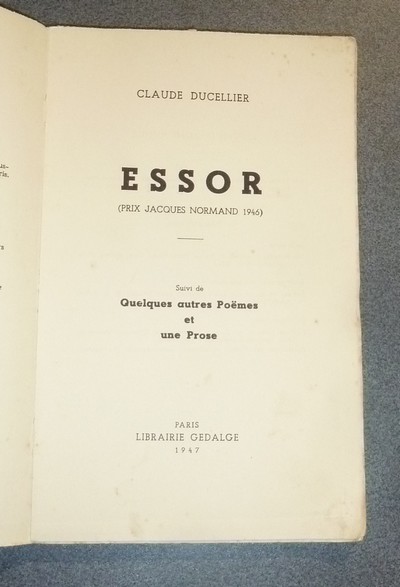 CLAUDE DUCELLIER
ESSOR
(PRIX JACQUES NORMAND 1946)
Suivi de
Quelques autres Poëmes
et
une Prose
PARIS
LIBRAIRIE GEDALGE
1947